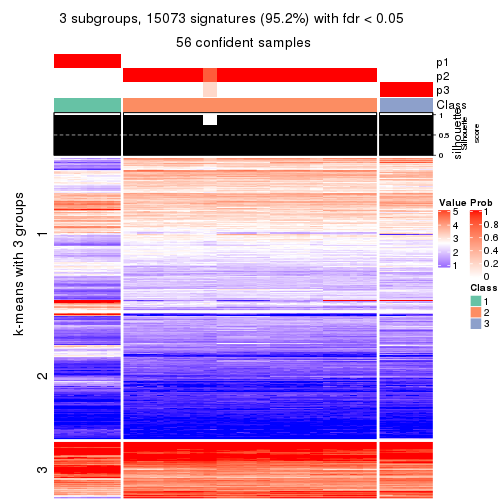 3 subgroups, 15073 signatures (95.2%) with fdr < 0.05
56 confident samples
p1
p2
p3
Class
1
0.5
0
silhouette
Silhouette
score
k-means with 3 groups
1
2
3
Value
5
4
3
2
1
Prob
1
0.8
0.6
0.4
0.2
0
Class
1
2
3